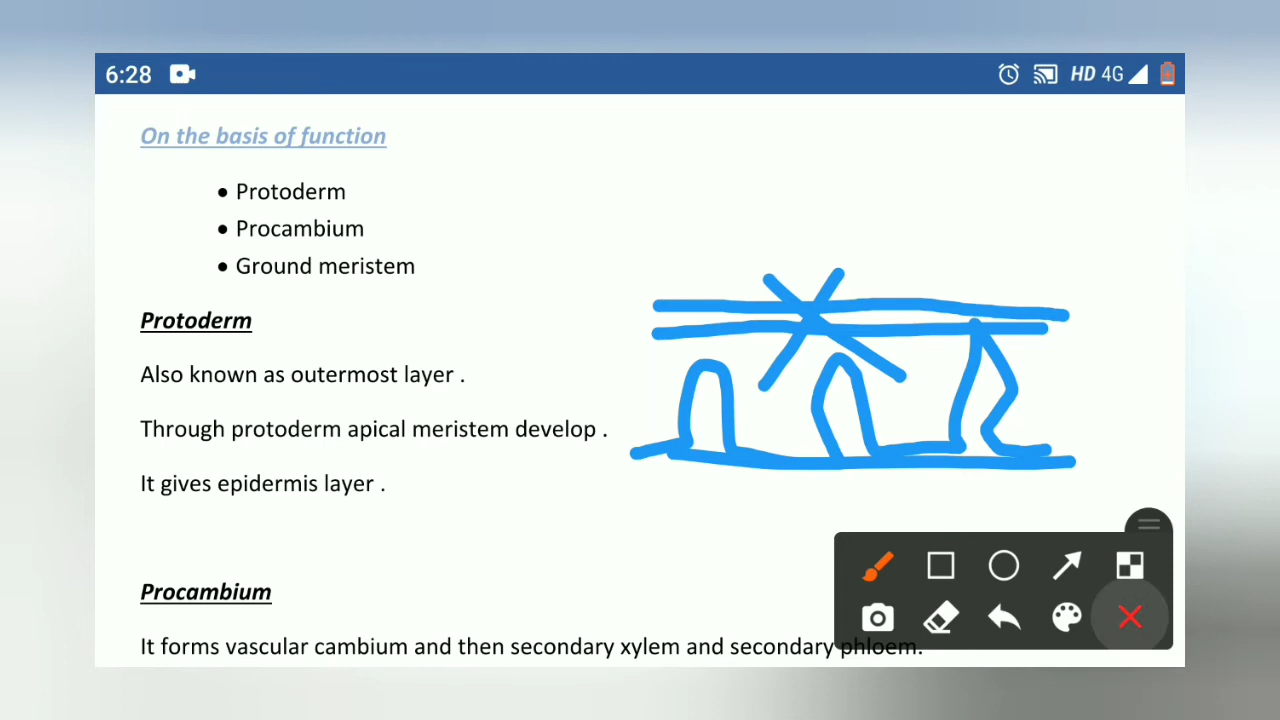 6:28 HD 4G
On the basis of function
• Protoderm
• Procambium
• Ground meristem
Protoderm
Also known as outermost layer .
Through protoderm apical meristem develop .
It gives epidermis layer .
Procambium
It forms vascular cambium and then secondary xylem and secondary phloem.